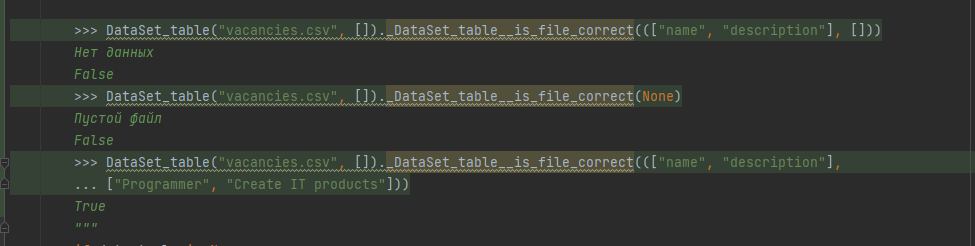 >>> DataSet_table("vacancies.csv", [])._DataSet_table__is_file_correct((["name", "description"], []))
Нет данных
False
>>> DataSet_table("vacancies.csv", [])._DataSet_table__is_file_correct(None)
Пустой файл
False
>>> DataSet_table("vacancies.csv", [])._DataSet_table__is_file_correct((["name", "description"],
... ["Programmer", "Create IT products"]))
True
"""